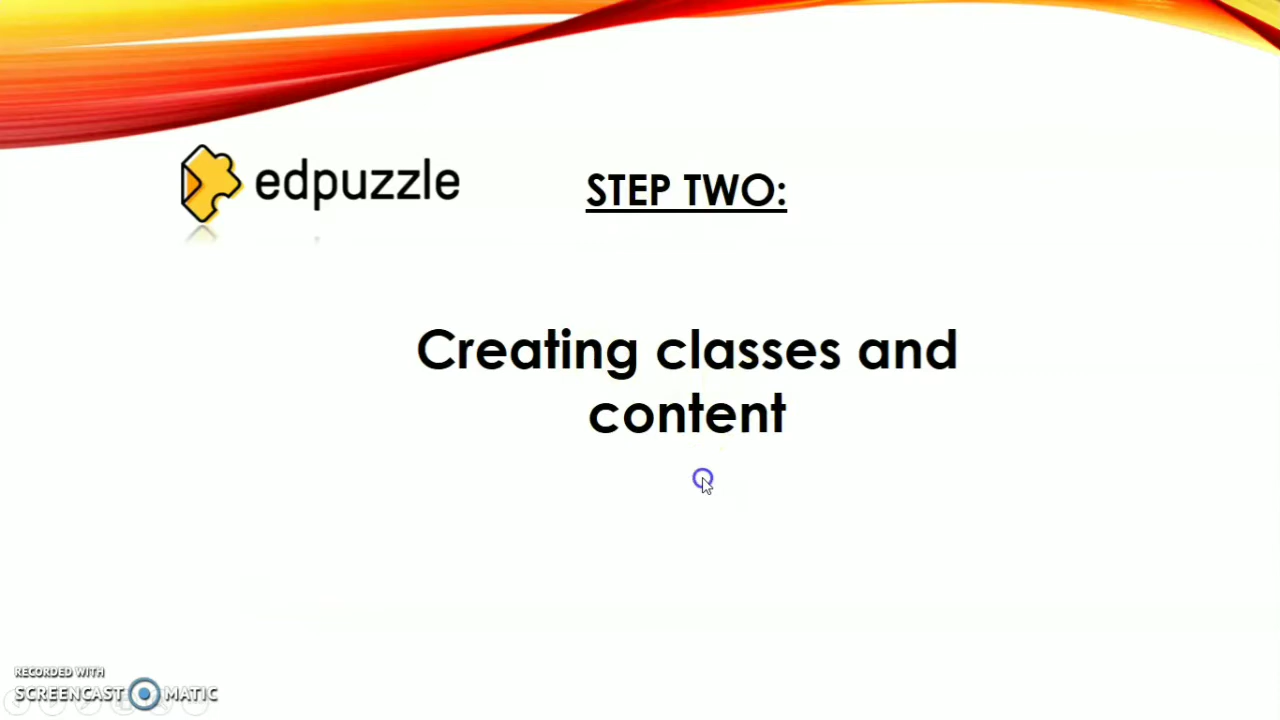 edpuzzle
STEP TWO:
Creating classes and
content
RECORDED WITH
SCREENCAST MATIC